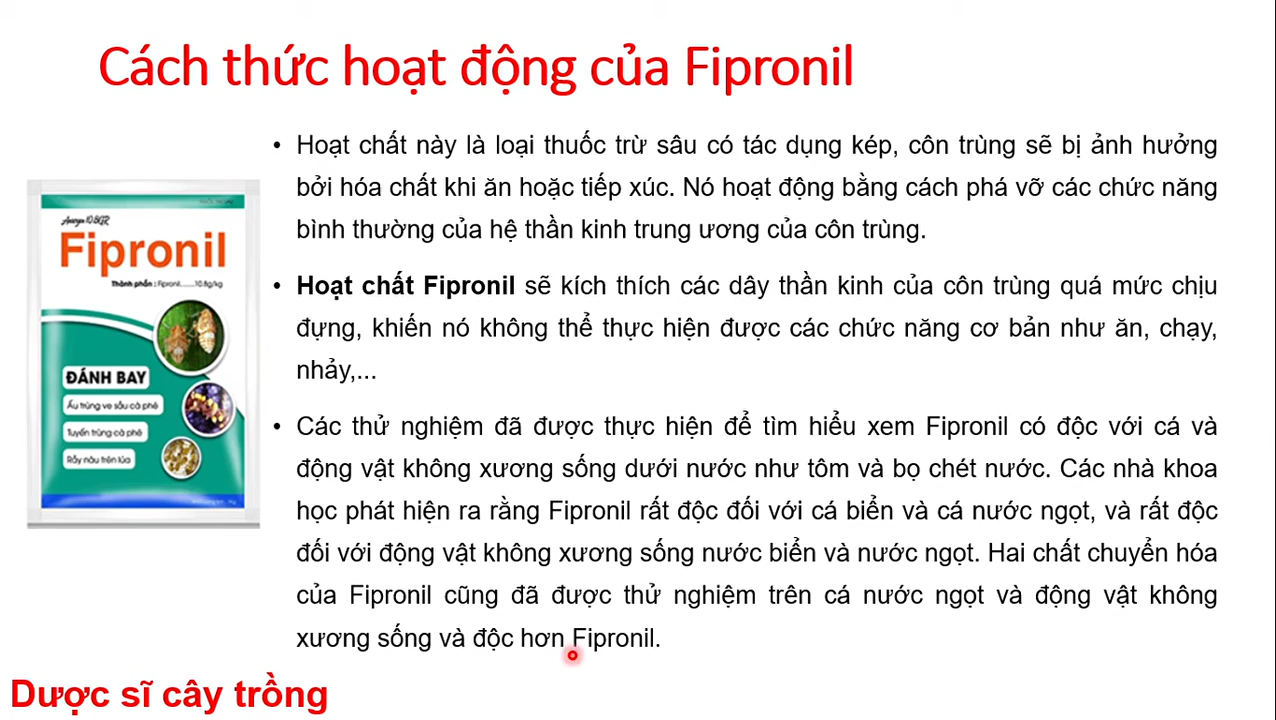 Cách thức hoạt động của Fipronil
• Hoạt chất này là loại thuốc trừ sâu có tác dụng kép, côn trùng sẽ bị ảnh hưởng
bởi hóa chất khi ăn hoặc tiếp xúc. Nó hoạt động bằng cách phá vỡ các chức năng
bình thường của hệ thần kinh trung ương của côn trùng.
• Hoạt chất Fipronil sẽ kích thích các dây thần kinh của côn trùng quá mức chịu
đựng, khiến nó không thể thực hiện được các chức năng cơ bản như ăn, chạy,
nhảy,...
• Các thử nghiệm đã được thực hiện để tìm hiểu xem Fipronil có độc với cá và
động vật không xương sống dưới nước như tôm và bọ chét nước. Các nhà khoa
học phát hiện ra rằng Fipronil rất độc đối với cá biển và cá nước ngọt, và rất độc
đối với động vật không xương sống nước biển và nước ngọt. Hai chất chuyển hóa
của Fipronil cũng đã được thử nghiệm trên cá nước ngọt và động vật không
xương sống và độc hơn Fipronil.
Fipronil
Thành phần : Fipronil......10.8g/kg
ĐÁNH BAY
Ấu trùng ve sầu cà phê
Tuyến trùng cà phê
Rầy nâu trên lúa
Dược sĩ cây trồng